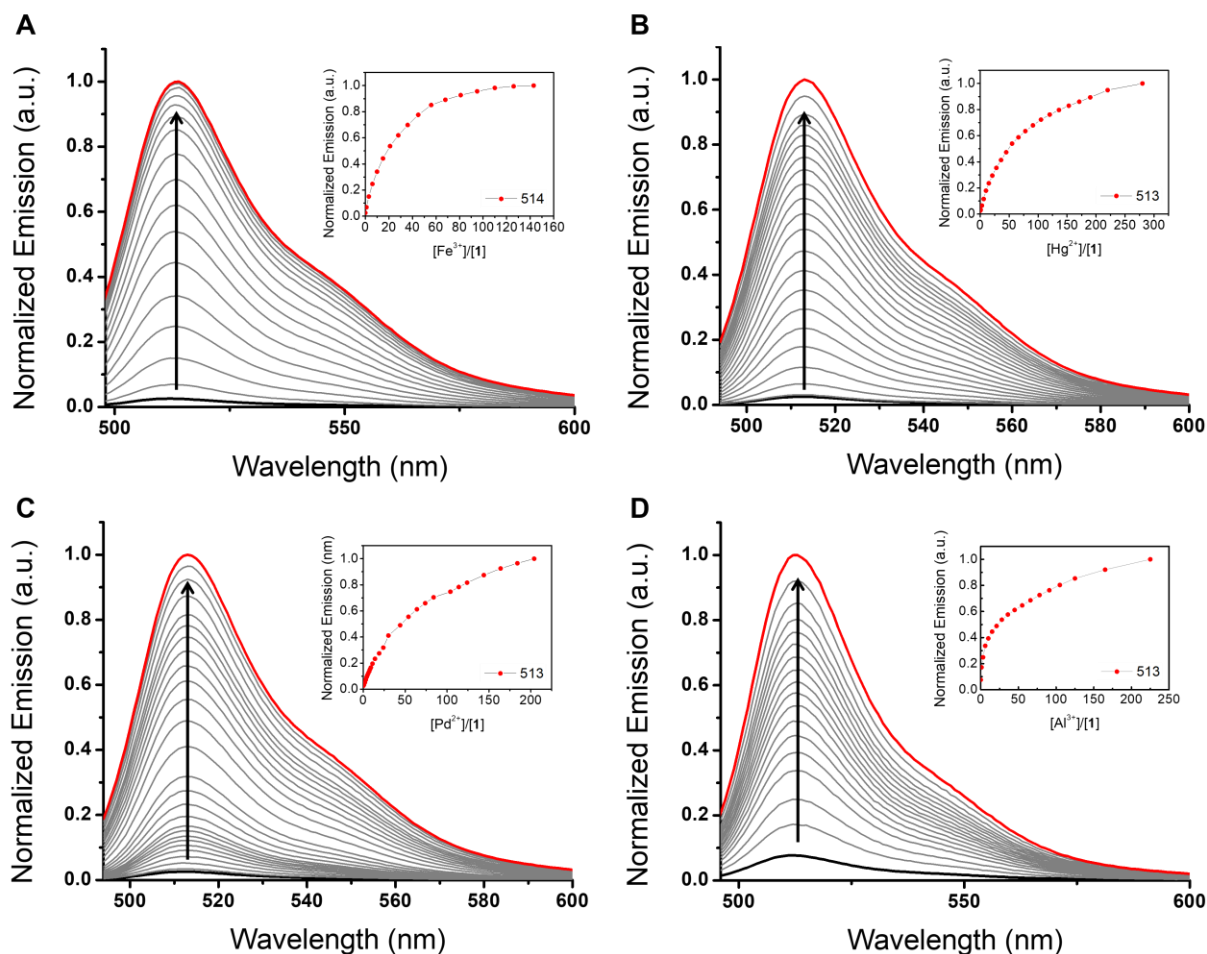 A
Normalized Emission (a.u.)
1.0
0.8
0.6
0.4
0.2
0.0
500
550
600
Wavelength (nm)
Normalized Emission (a.u.)
1.0
0.8
0.6
0.4
0.2
0.0
514
0 20 40 60 80 100 120 140 160
[Fe³⁺]/[1]
B
Normalized Emission (a.u.)
1.0
0.8
0.6
0.4
0.2
0.0
500 520 540 560 580 600
Wavelength (nm)
Normalized Emission (a.u.)
1.0
0.8
0.6
0.4
0.2
0.0
513
0 50 100 150 200 250 300
[Hg²⁺]/[1]
C
Normalized Emission (a.u.)
1.0
0.8
0.6
0.4
0.2
0.0
500 520 540 560 580 600
Wavelength (nm)
Normalized Emission (nm)
1.0
0.8
0.6
0.4
0.2
0.0
513
0 50 100 150 200
[Pd²⁺]/[1]
D
Normalized Emission (a.u.)
1.0
0.8
0.6
0.4
0.2
0.0
500
550
600
Wavelength (nm)
Normalized Emission (a.u.)
1.0
0.8
0.6
0.4
0.2
0.0
513
0 50 100 150 200 250
[Al³⁺]/[1]